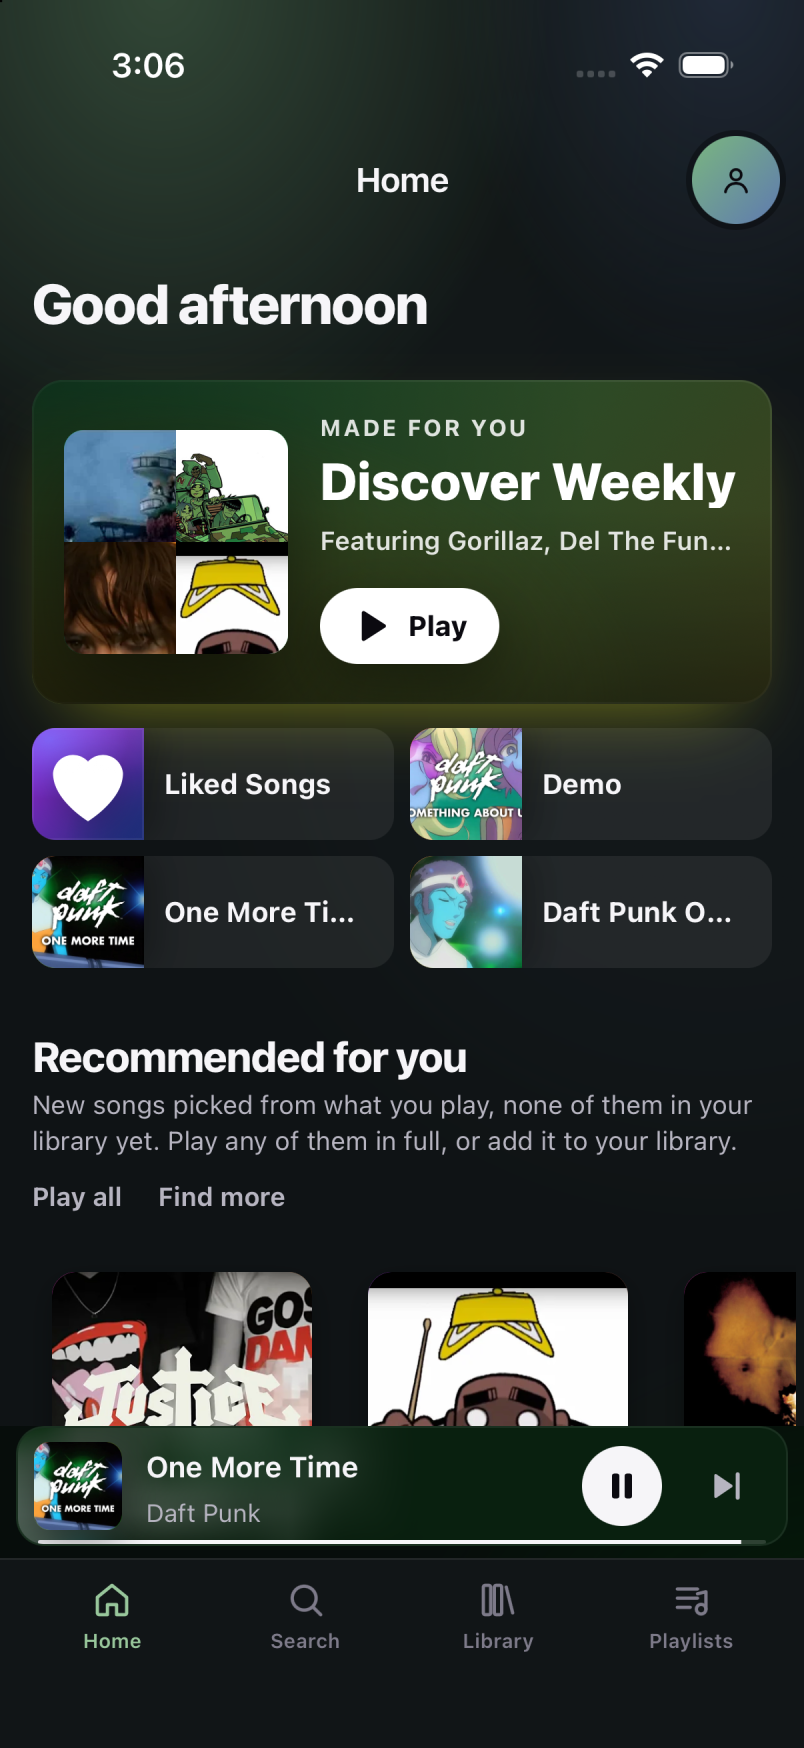 3:06
Home
Good afternoon
MADE FOR YOU
Discover Weekly
Featuring Gorillaz, Del The Fun...
Play
Liked Songs
daft punk
SOMETHING ABOUT U
Demo
daft punk
ONE MORE TIME
One More Ti...
Daft Punk O...
Recommended for you
New songs picked from what you play, none of them in your
library yet. Play any of them in full, or add it to your library.
Play all
Find more
GOS
DAN
JUSTICE
daft punk
ONE MORE TIME
One More Time
Daft Punk
Home
Search
Library
Playlists